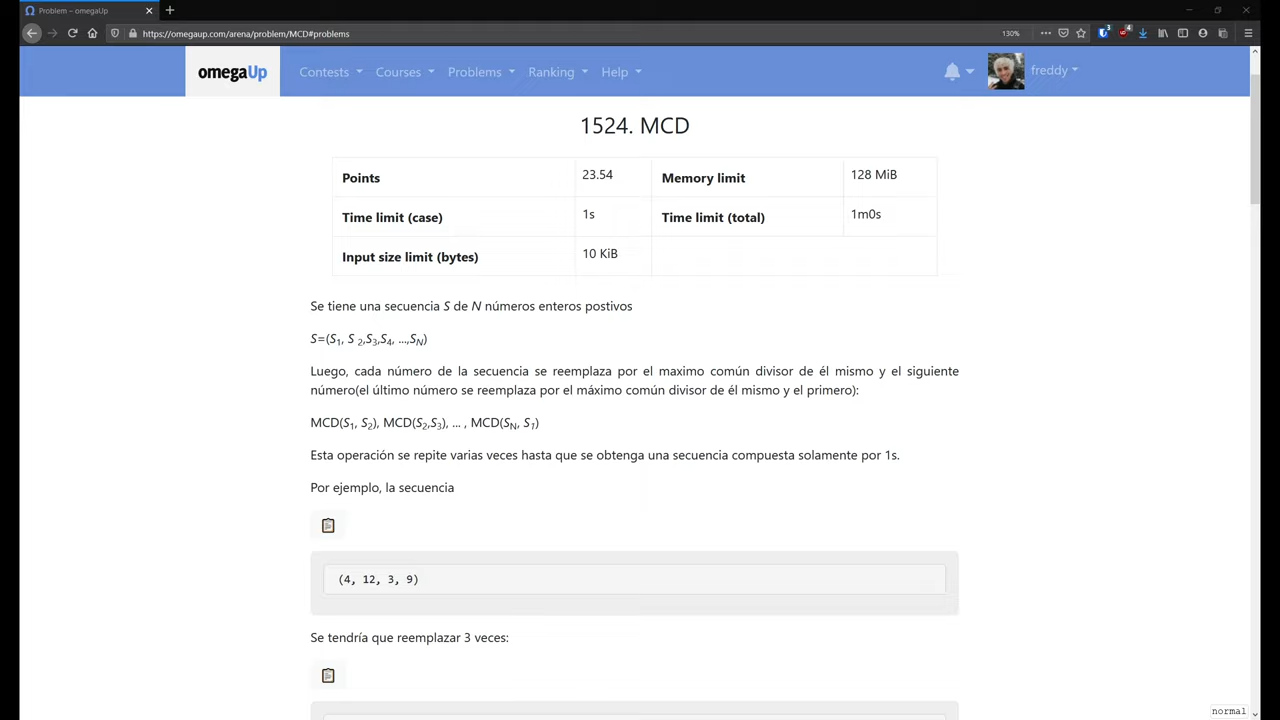 Problem – omegaUp
https://omegaup.com/arena/problem/MCD#problems
130%
3
4
omegaUp
Contests
Courses
Problems
Ranking
Help
freddy
1524. MCD
Points 23.54 Memory limit 128 MiB
Time limit (case) 1s Time limit (total) 1m0s
Input size limit (bytes) 10 KiB
Se tiene una secuencia S de N números enteros postivos
S=(S1, S 2,S3,S4, ...,SN)
Luego, cada número de la secuencia se reemplaza por el maximo común divisor de él mismo y el siguiente
número(el último número se reemplaza por el máximo común divisor de él mismo y el primero):
MCD(S1, S2), MCD(S2,S3), ... , MCD(SN, S1)
Esta operación se repite varias veces hasta que se obtenga una secuencia compuesta solamente por 1s.
Por ejemplo, la secuencia
(4, 12, 3, 9)
Se tendría que reemplazar 3 veces:
normal